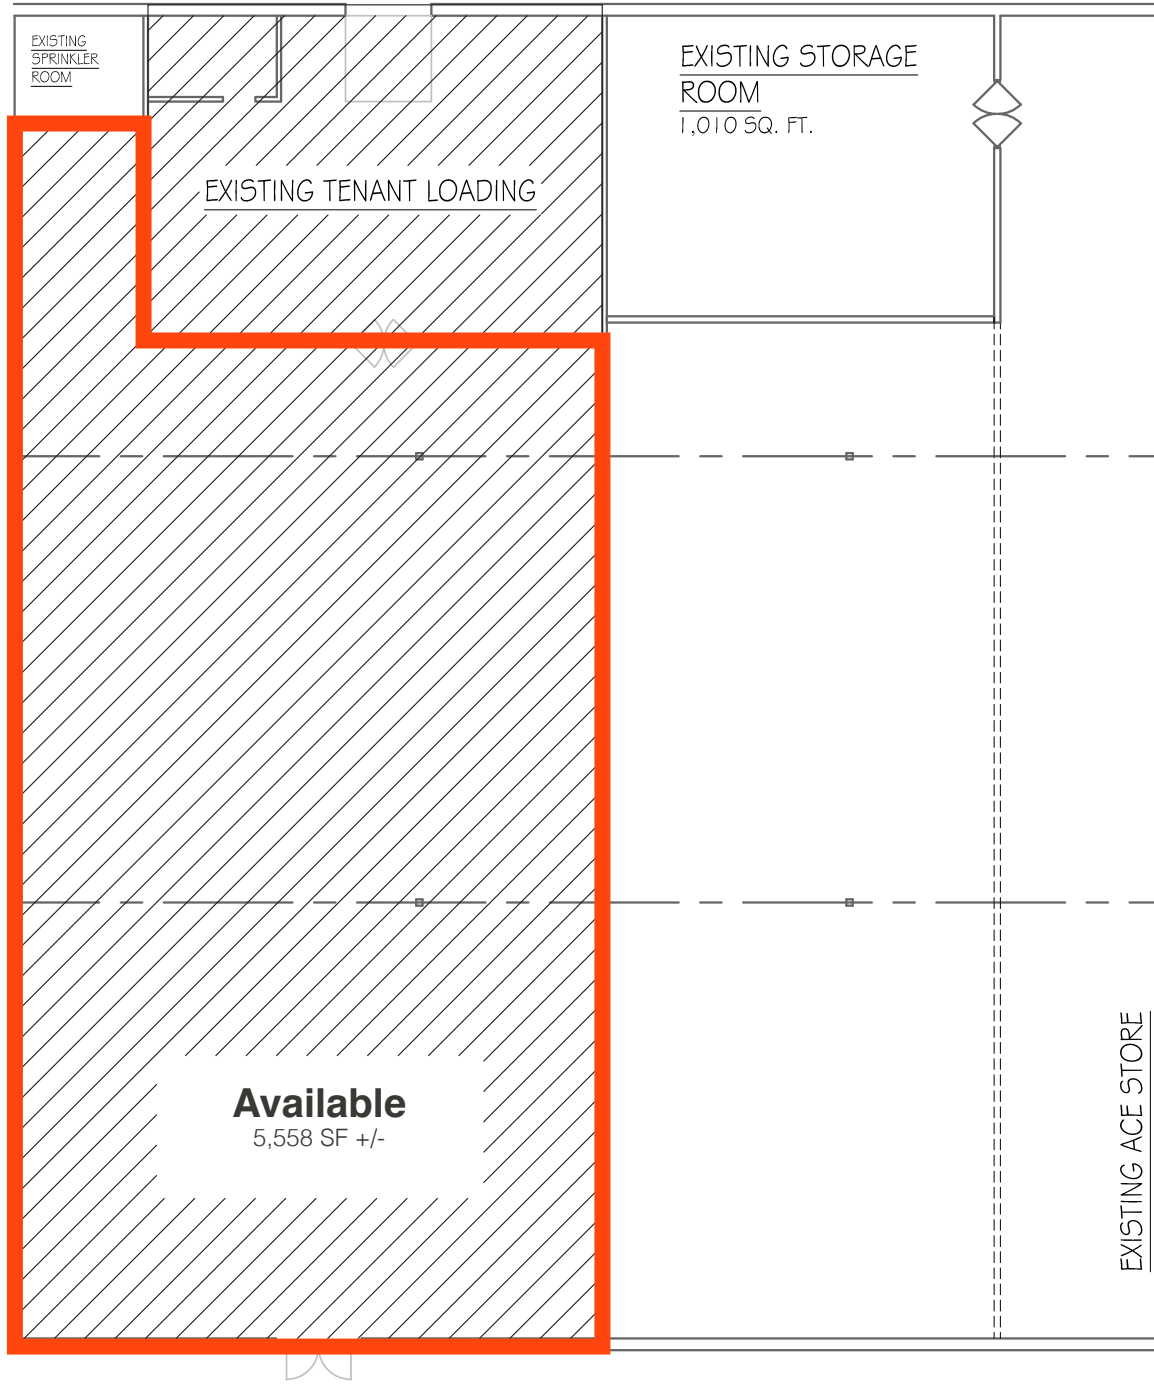 EXISTING
SPRINKLER
ROOM
EXISTING TENANT LOADING
EXISTING STORAGE
ROOM
1,010 SQ. FT.
Available
5,558 SF +/-
EXISTING ACE STORE